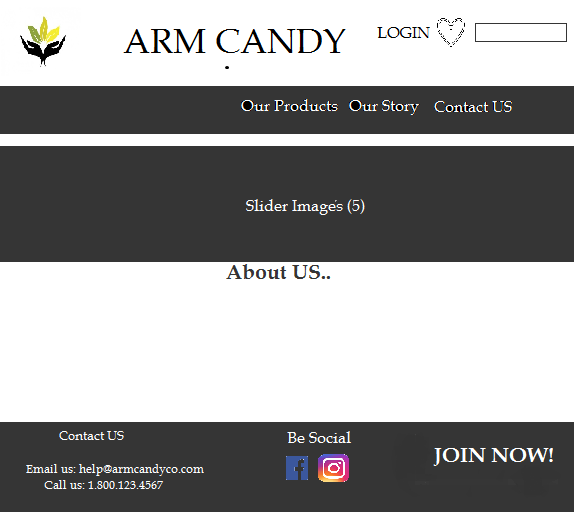 ARM CANDY
LOGIN
Our Products Our Story Contact US
Slider Image's (5)
About US..
Contact US
Email us: help@armcandyco.com
Call us: 1.800.123.4567
Be Social
JOIN NOW!